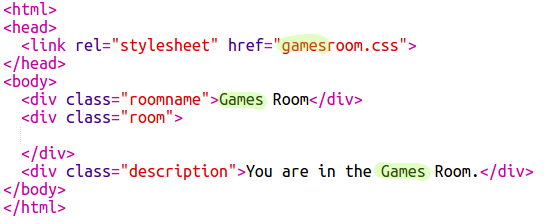 <html>
<head>
  <link rel="stylesheet" href="gamesroom.css">
</head>
<body>
  <div class="roomname">Games Room</div>
  <div class="room">

  </div>
  <div class="description">You are in the Games Room.</div>
</body>
</html>